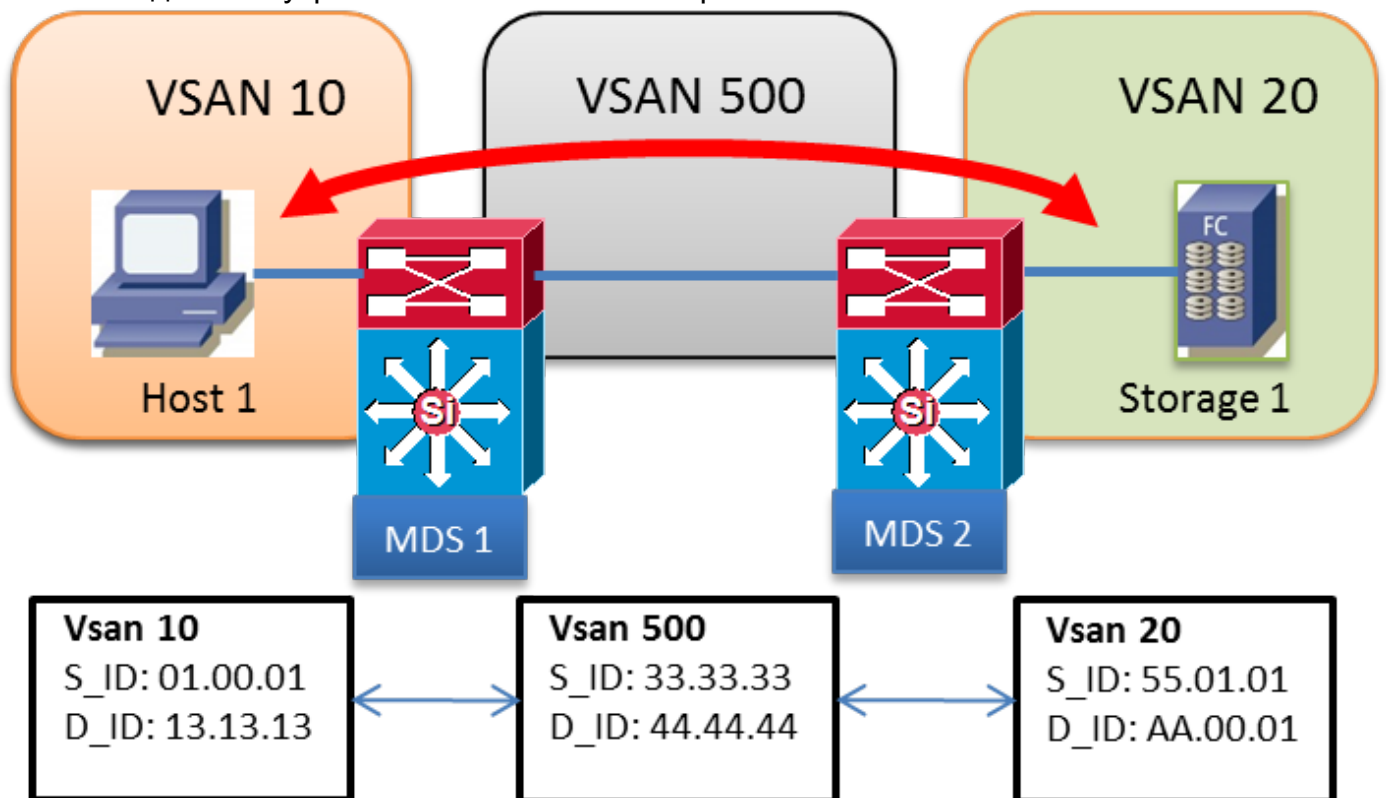 VSAN 10
VSAN 500
VSAN 20
FC
Host 1
Storage 1
Si
Si
MDS 1
MDS 2
Vsan 10
S_ID: 01.00.01
D_ID: 13.13.13
Vsan 500
S_ID: 33.33.33
D_ID: 44.44.44
Vsan 20
S_ID: 55.01.01
D_ID: AA.00.01